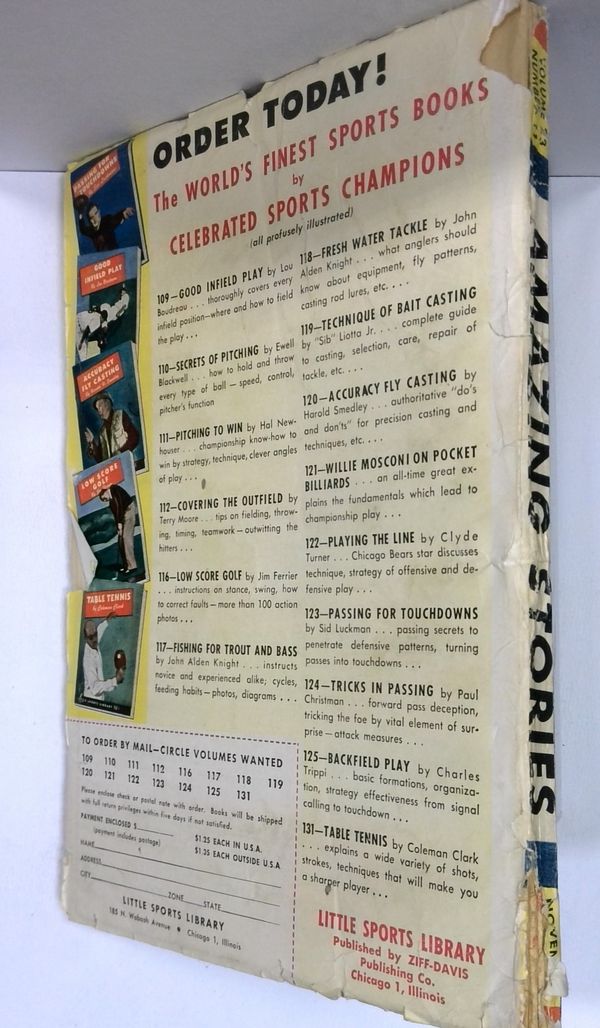 ORDER TODAY!
The WORLD'S FINEST SPORTS BOOKS
by
CELEBRATED SPORTS CHAMPIONS
(all profusely illustrated)
109—GOOD INFIELD PLAY by Lou
Boudreau . . . thoroughly covers every
infield position—where and how to field
the play . . .
110—SECRETS OF PITCHING by Ewell
Blackwell . . . how to hold and throw
every type of ball — speed, control,
pitcher's function
111—PITCHING TO WIN by Hal New-
houser . . . championship know-how to
win by strategy, technique, clever angles
of play . . .
112—COVERING THE OUTFIELD by
Terry Moore . . . tips on fielding, throw-
ing, timing, teamwork—outwitting the
hitters . . .
116—LOW SCORE GOLF by Jim Ferrier
. . . instructions on stance, swing, how
to correct faults—more than 100 action
photos . . .
117—FISHING FOR TROUT AND BASS
by John Alden Knight . . . instructs
novice and experienced alike; cycles,
feeding habits—photos, diagrams . . .
118—FRESH WATER TACKLE by John
Alden Knight . . . what anglers should
know about equipment, fly patterns,
casting rod lures, etc. . . .
119—TECHNIQUE OF BAIT CASTING
by "Sib" Liotta Jr. . . . complete guide
to casting, selection, care, repair of
tackle, etc. . . .
120—ACCURACY FLY CASTING by
Harold Smedley . . . authoritative "do's
and don'ts" for precision casting and
techniques, etc. . . .
121—WILLIE MOSCONI ON POCKET
BILLIARDS . . . an all-time great ex-
plains the fundamentals which lead to
championship play . . .
122—PLAYING THE LINE by Clyde
Turner . . . Chicago Bears star discusses
technique, strategy of offensive and de-
fensive play . . .
123—PASSING FOR TOUCHDOWNS
by Sid Luckman . . . passing secrets to
penetrate defensive patterns, turning
passes into touchdowns . . .
124—TRICKS IN PASSING by Paul
Christman . . . forward pass deception,
tricking the foe by vital element of sur-
prise—attack measures . . .
125—BACKFIELD PLAY by Charles
Trippi . . . basic formations, organiza-
tion, strategy effectiveness from signal
calling to touchdown . . .
131—TABLE TENNIS by Coleman Clark
. . . explains a wide variety of shots,
strokes, techniques that will make you
a sharper player . . .
LITTLE SPORTS LIBRARY
Published by ZIFF-DAVIS
Publishing Co.
Chicago 1, Illinois
PASSING FOR
TOUCHDOWNS
GOOD
INFIELD PLAY
ACCURACY
FLY CASTING
LOW SCORE
GOLF
TABLE TENNIS
by Coleman Clark
TO ORDER BY MAIL—CIRCLE VOLUMES WANTED
109 110 111 112 116 117 118 119
120 121 122 123 124 125 131
Please enclose check or postal note with order. Books will be shipped
with full return privileges within five days if not satisfied.
PAYMENT ENCLOSED $
(payment includes postage)
$1.25 EACH IN U.S.A.
$1.35 EACH OUTSIDE U.S.A
NAME
ADDRESS
CITY
ZONE STATE
LITTLE SPORTS LIBRARY
185 N. Wabash Avenue • Chicago 1, Illinois
VOLUME 23
NUMBER
AMAZING STORIES
NOVEM